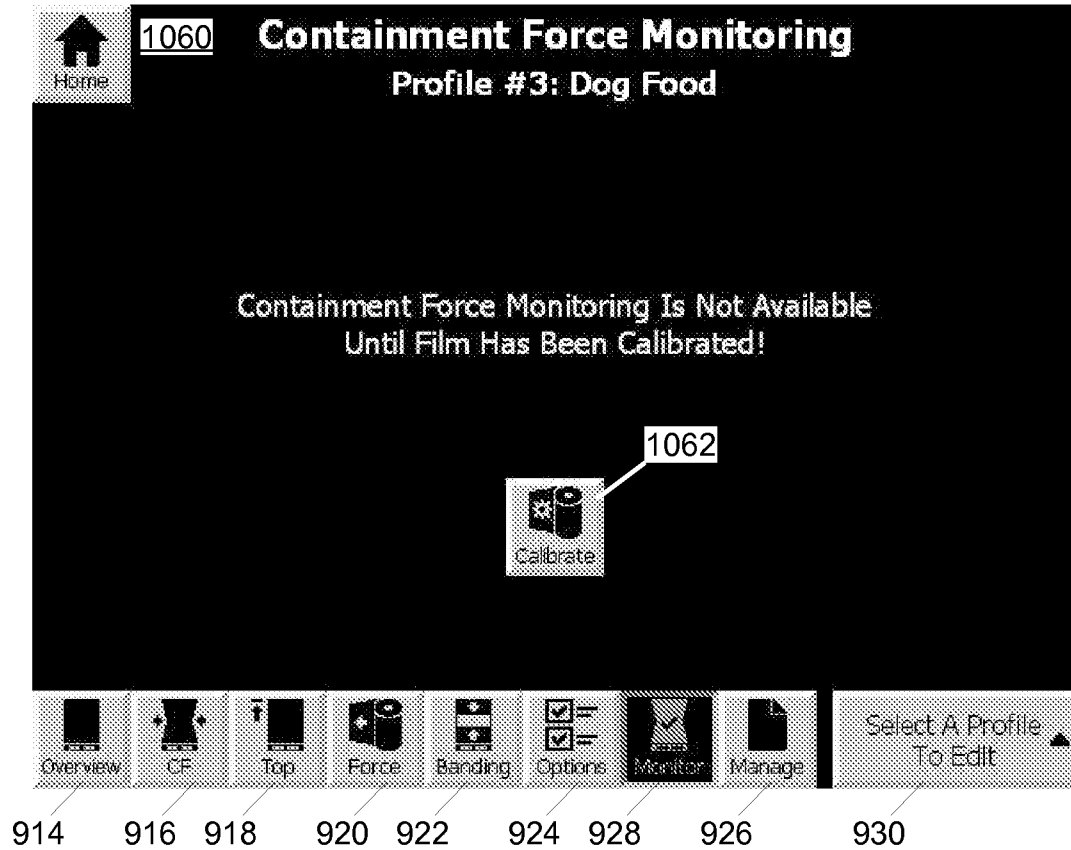 Home
1060
Containment Force Monitoring
Profile #3: Dog Food
Containment Force Monitoring Is Not Available
Until Film Has Been Calibrated!
1062
Calibrate
Overview CF Top Force Banding Options Monitor Manage
Select A Profile
To Edit
914 916 918 920 922 924 928 926 930